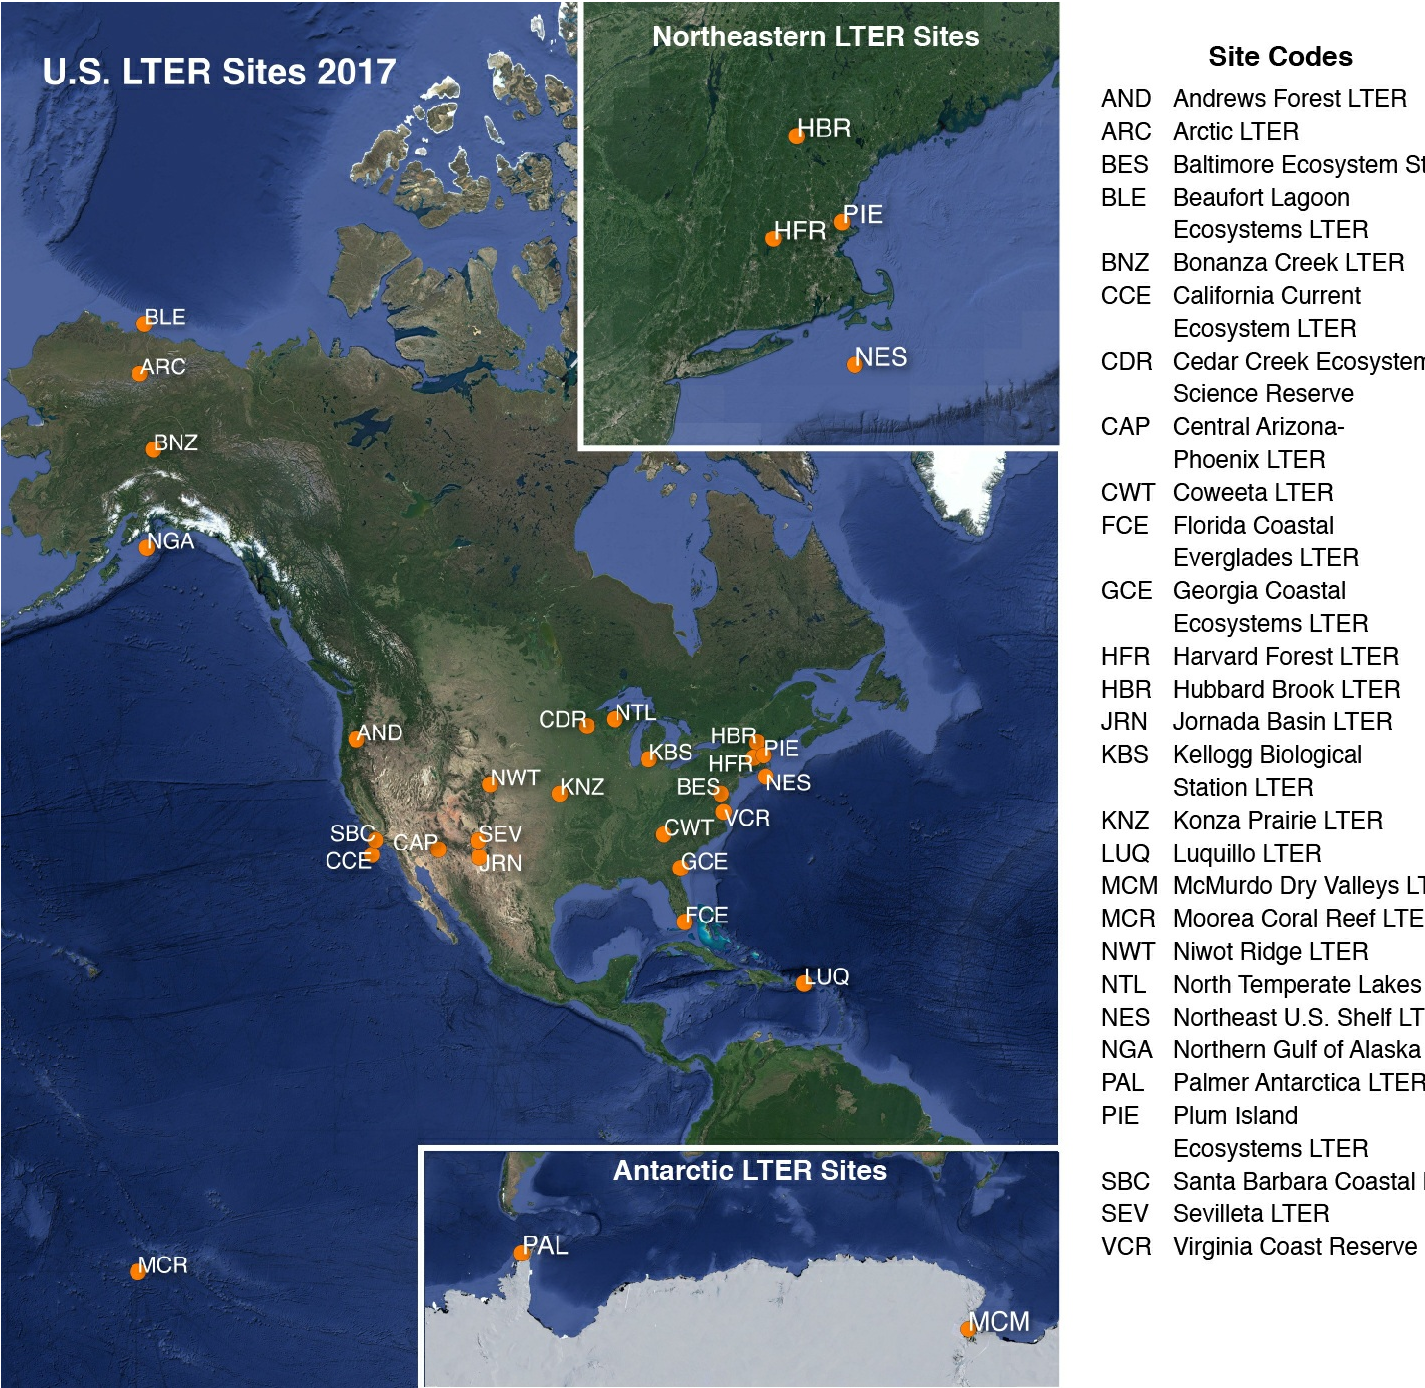 U.S. LTER Sites 2017
Northeastern LTER Sites
HBR
PIE
HFR
NES
BLE
ARC
BNZ
NGA
AND
CDR
NTL
KBS
HBR
PIE
HFR
NES
NWT
KNZ
BES
VCR
CWT
SBC
CAP
SEV
CCE
JRN
GCE
FCE
LUQ
MCR
Antarctic LTER Sites
PAL
MCM
Site Codes
AND Andrews Forest LTER
ARC Arctic LTER
BES Baltimore Ecosystem St
BLE Beaufort Lagoon
Ecosystems LTER
BNZ Bonanza Creek LTER
CCE California Current
Ecosystem LTER
CDR Cedar Creek Ecosystem
Science Reserve
CAP Central Arizona-
Phoenix LTER
CWT Coweeta LTER
FCE Florida Coastal
Everglades LTER
GCE Georgia Coastal
Ecosystems LTER
HFR Harvard Forest LTER
HBR Hubbard Brook LTER
JRN Jornada Basin LTER
KBS Kellogg Biological
Station LTER
KNZ Konza Prairie LTER
LUQ Luquillo LTER
MCM McMurdo Dry Valleys LT
MCR Moorea Coral Reef LTE
NWT Niwot Ridge LTER
NTL North Temperate Lakes
NES Northeast U.S. Shelf LT
NGA Northern Gulf of Alaska
PAL Palmer Antarctica LTER
PIE Plum Island
Ecosystems LTER
SBC Santa Barbara Coastal
SEV Sevilleta LTER
VCR Virginia Coast Reserve